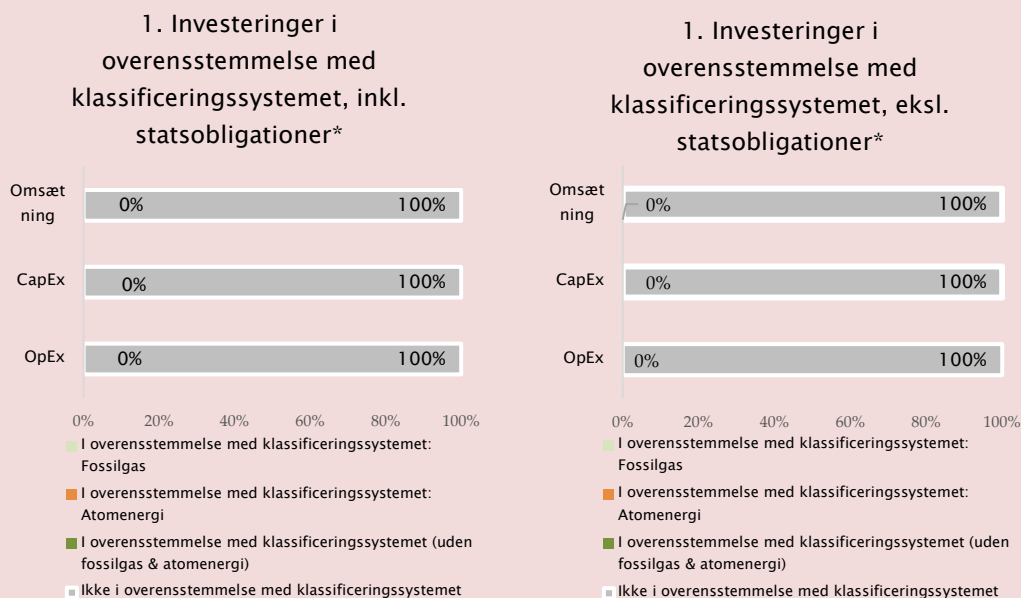 1. Investeringer i
overensstemmelse med
klassificeringssystemet, inkl.
statsobligationer*
Omsæt
ning
0%
100%
CapEx
0%
100%
OpEx
0%
100%
0%
20%
40%
60%
80%
100%
I overensstemmelse med klassificeringssystemet:
Fossilgas
I overensstemmelse med klassificeringssystemet:
Atomenergi
I overensstemmelse med klassificeringssystemet (uden
fossilgas & atomenergi)
Ikke i overensstemmelse med klassificeringssystemet
1. Investeringer i
overensstemmelse med
klassificeringssystemet, eksl.
statsobligationer*
Omsæt
ning
0%
100%
CapEx
0%
100%
OpEx
0%
100%
0%
20%
40%
60%
80%
100%
I overensstemmelse med klassificeringssystemet:
Fossilgas
I overensstemmelse med klassificeringssystemet:
Atomenergi
I overensstemmelse med klassificeringssystemet (uden
fossilgas & atomenergi)
Ikke i overensstemmelse med klassificeringssystemet